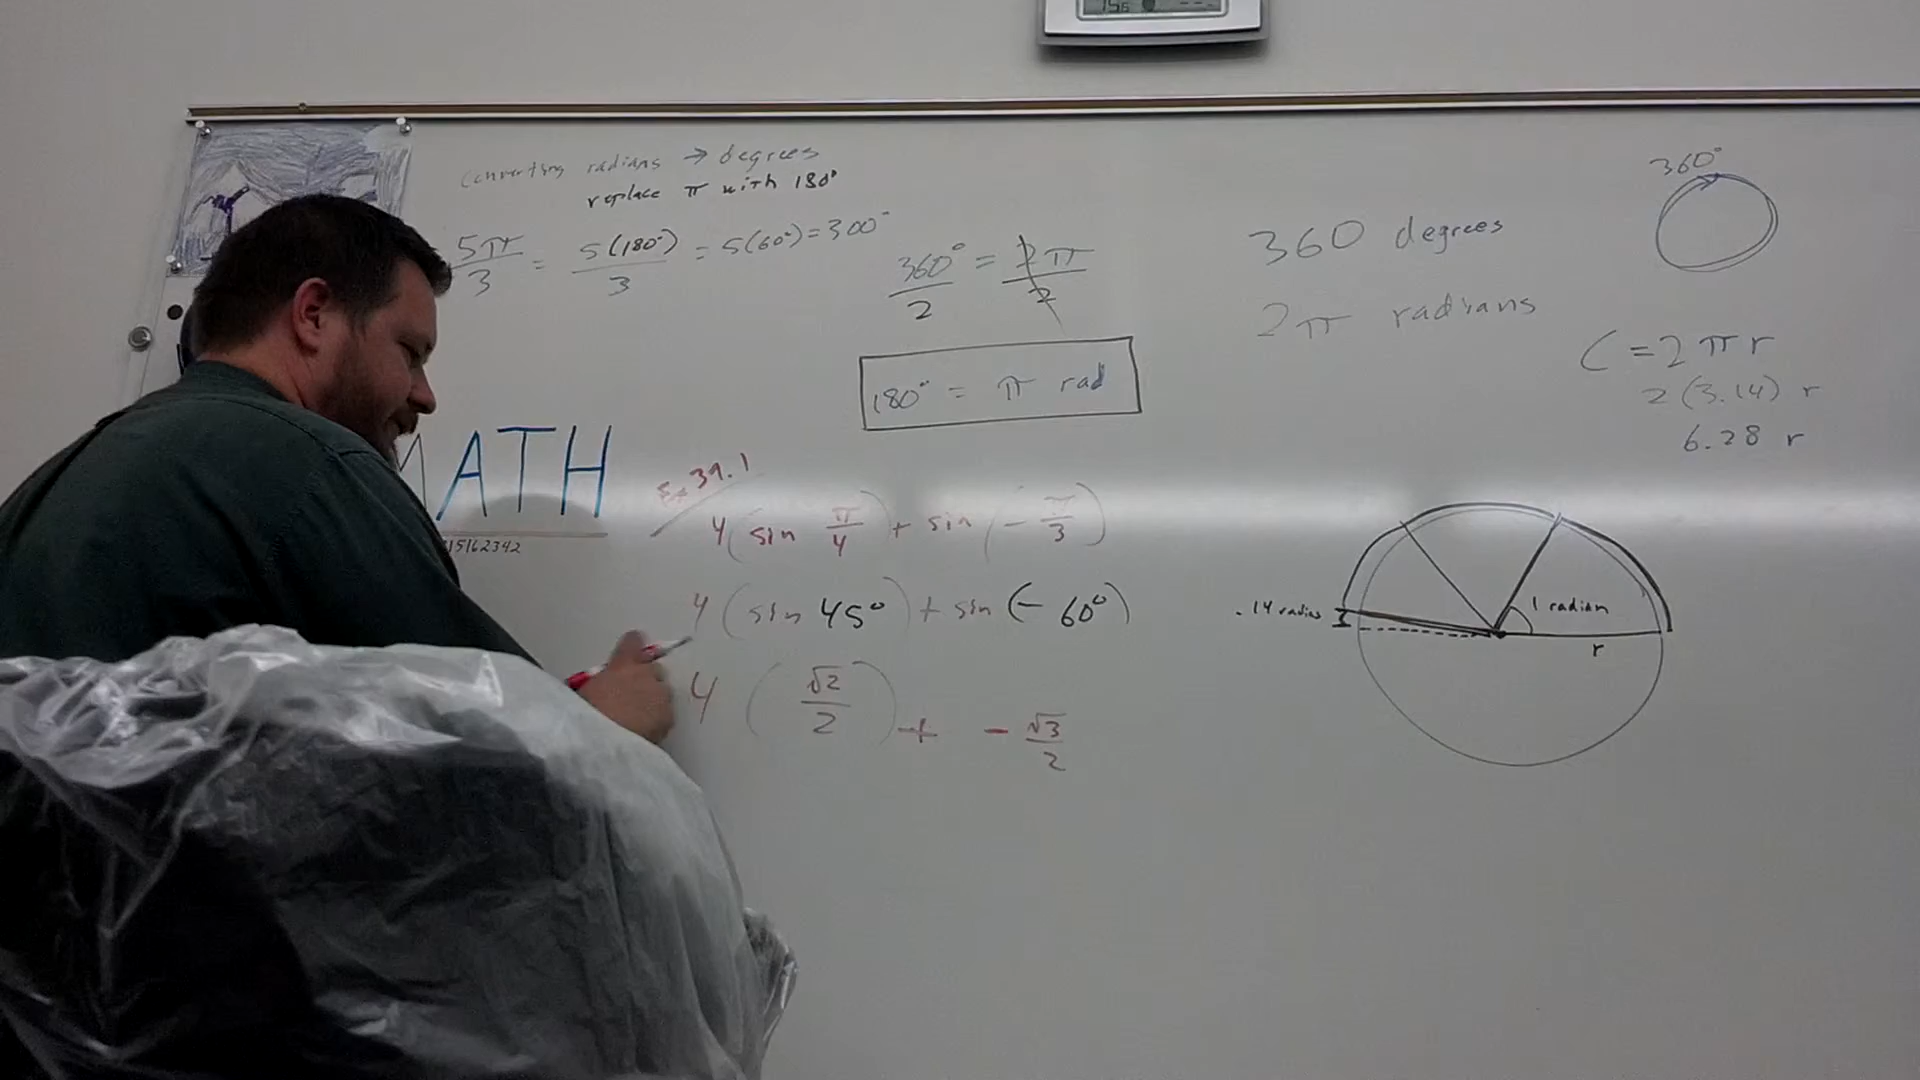 converting radians → degrees
replace π with 180°
5π/3 = 5(180°)/3 = 5(60°) = 300°
360°/2 = 2π/2
180° = π rad
360 degrees
2π radians
360°
C = 2πr
2(3.14) r
6.28 r
MATH
15162342
Ex 39.1
4(sin π/4) + sin(-π/3)
4(sin 45°) + sin(-60°)
4(√2/2) + -√3/2
.14 radius
1 radian
r